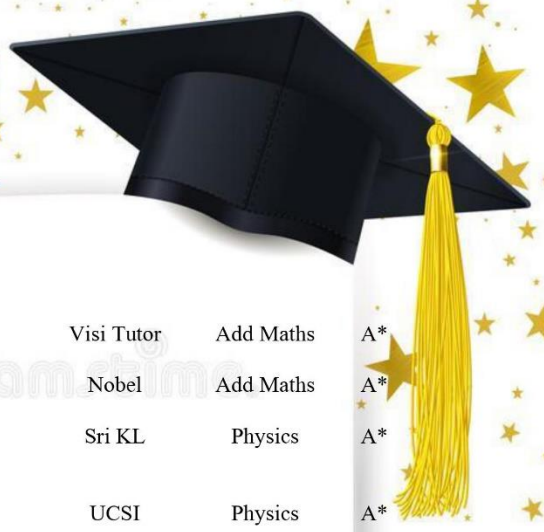 Visi Tutor Add Maths A*
Nobel Add Maths A*
Sri KL Physics A*
UCSI Physics A*